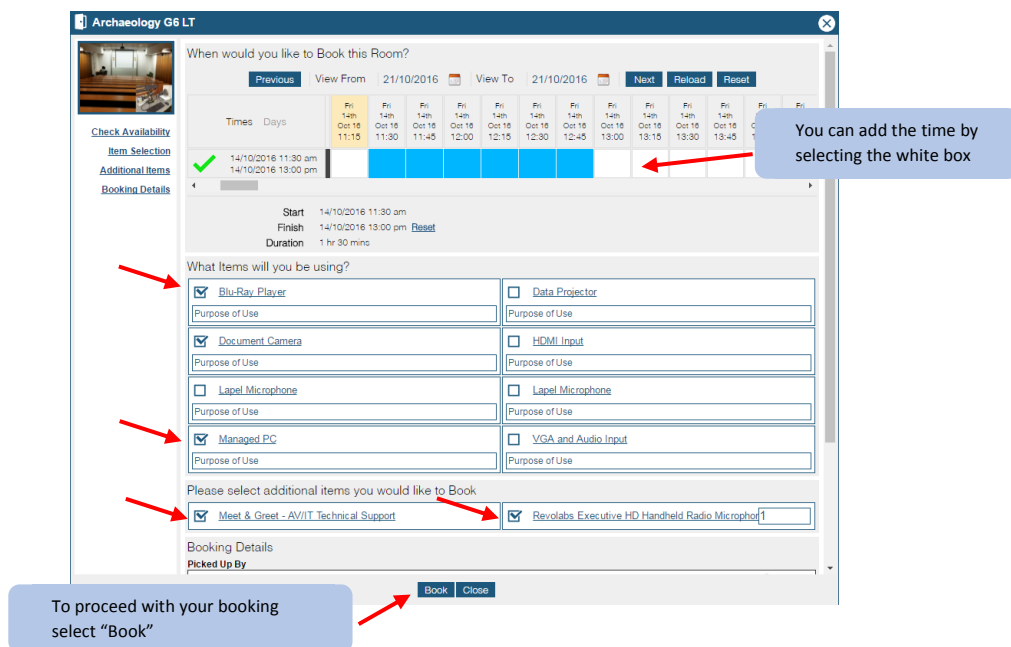 Archaeology G6 LT
When would you like to Book this Room?
Previous View From 21/10/2016 View To 21/10/2016 Next Reload Reset
Times Days
Fri 14th Oct 16 11:15
Fri 14th Oct 16 11:30
Fri 14th Oct 16 11:45
Fri 14th Oct 16 12:00
Fri 14th Oct 16 12:15
Fri 14th Oct 16 12:30
Fri 14th Oct 16 12:45
Fri 14th Oct 16 13:00
Fri 14th Oct 16 13:15
Fri 14th Oct 16 13:30
Fri 14th Oct 16 13:45
You can add the time by
selecting the white box
Check Availability
Item Selection
Additional Items
Booking Details
14/10/2016 11:30 am
14/10/2016 13:00 pm
Start 14/10/2016 11:30 am
Finish 14/10/2016 13:00 pm Reset
Duration 1 hr 30 mins
What Items will you be using?
Blu-Ray Player
Purpose of Use
Data Projector
Purpose of Use
Document Camera
Purpose of Use
HDMI Input
Purpose of Use
Lapel Microphone
Purpose of Use
Lapel Microphone
Purpose of Use
Managed PC
Purpose of Use
VGA and Audio Input
Purpose of Use
Please select additional items you would like to Book
Meet & Greet - AV/IT Technical Support
Revolabs Executive HD Handheld Radio Microphor 1
Booking Details
Picked Up By
Book Close
To proceed with your booking
select “Book”